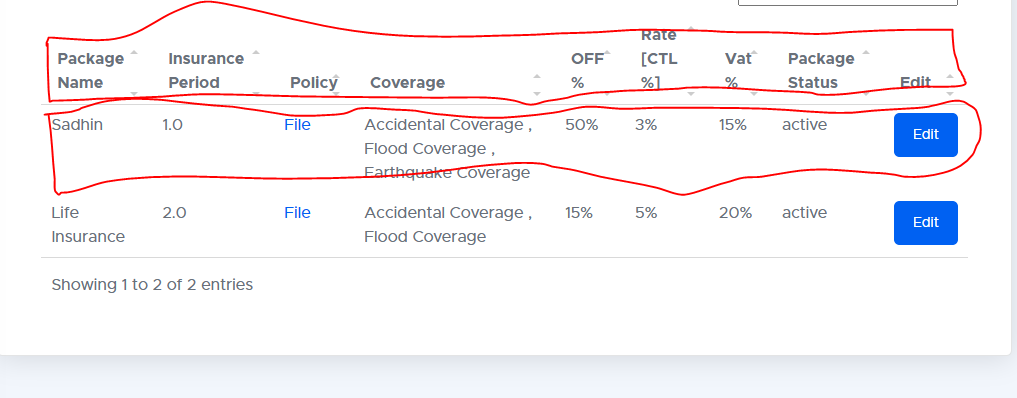 Package Name Insurance Period Policy Coverage OFF % Rate [CTL %] Vat % Package Status Edit
Sadhin 1.0 File Accidental Coverage , 50% 3% 15% active Edit
Flood Coverage ,
Earthquake Coverage
Life 2.0 File Accidental Coverage , 15% 5% 20% active Edit
Insurance Flood Coverage
Showing 1 to 2 of 2 entries